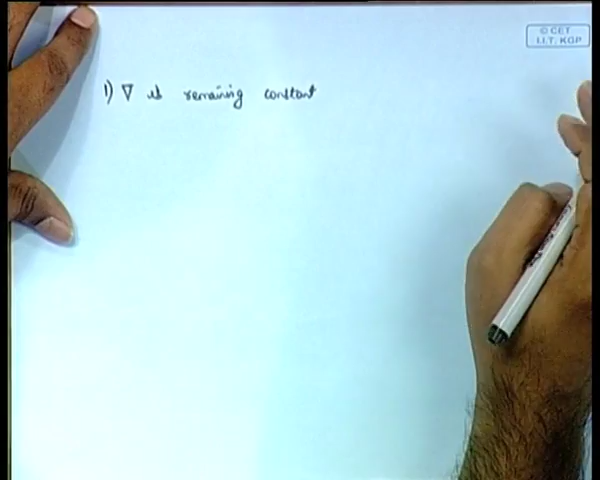 © CET
I.I.T. KGP
1) ∇ is remaining constant